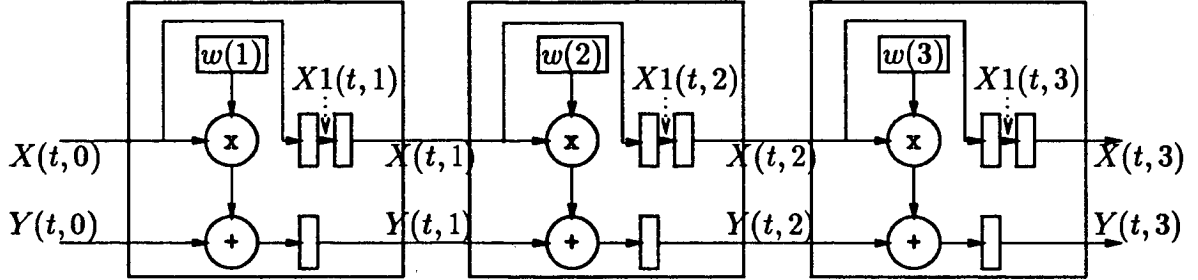 w(1) w(2) w(3)
X1(t,1) X1(t,2) X1(t,3)
x x x
X(t,0) X(t,1) X(t,2) X(t,3)
Y(t,0) Y(t,1) Y(t,2) Y(t,3)
+ + +